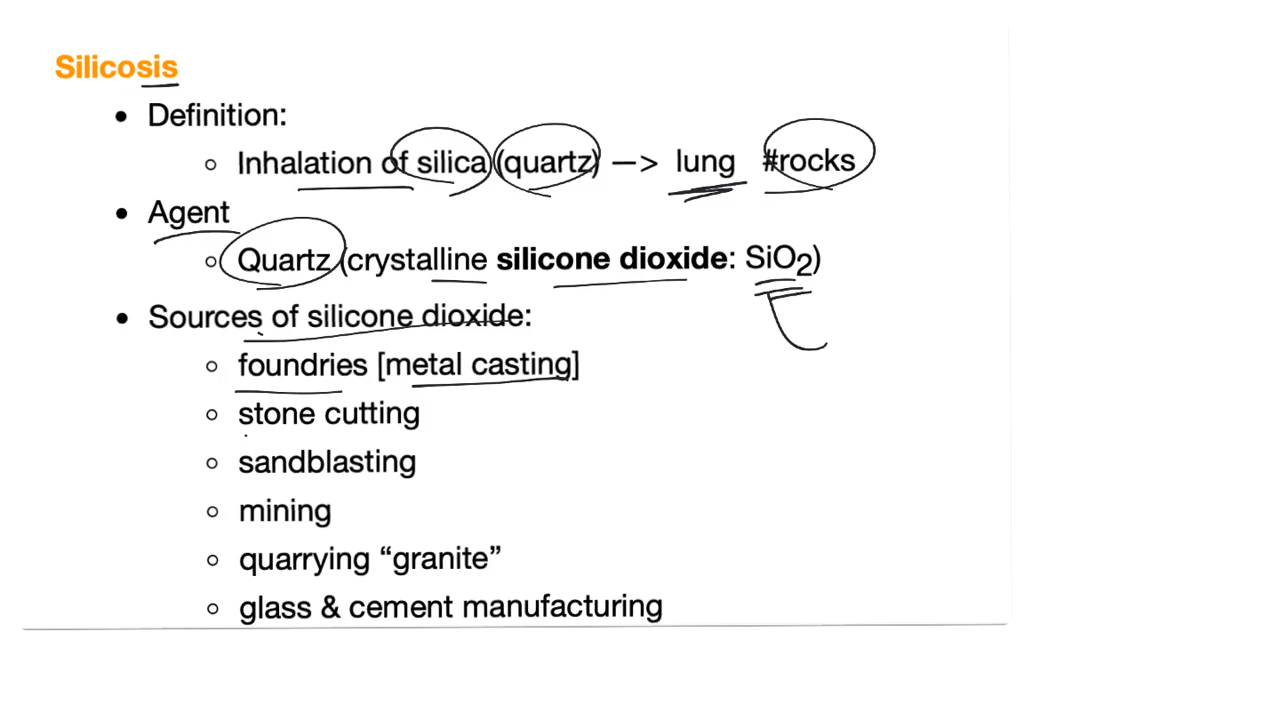 Silicosis
• Definition:
○ Inhalation of silica (quartz) —> lung #rocks
• Agent
○ Quartz (crystalline silicone dioxide: SiO2)
• Sources of silicone dioxide:
○ foundries [metal casting]
○ stone cutting
○ sandblasting
○ mining
○ quarrying “granite”
○ glass & cement manufacturing